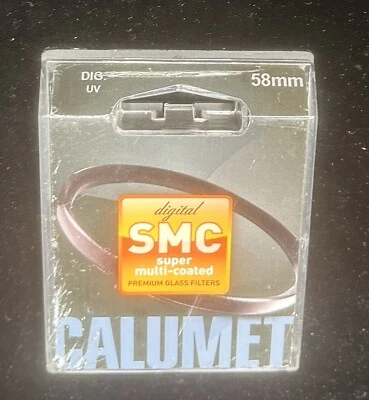 DIG.
UV
58mm
digital
SMC
super
multi-coated
PREMIUM GLASS FILTERS
CALUMET